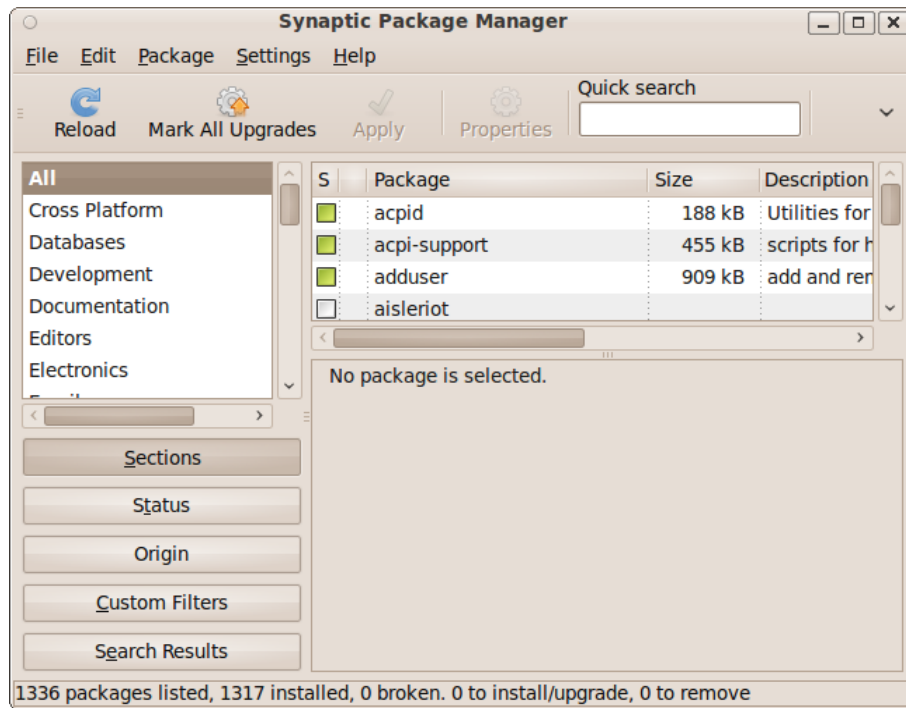 Synaptic Package Manager
File Edit Package Settings Help
Reload Mark All Upgrades Apply Properties Quick search
All
Cross Platform
Databases
Development
Documentation
Editors
Electronics
S Package Size Description
acpid 188 kB Utilities for
acpi-support 455 kB scripts for h
adduser 909 kB add and ren
aisleriot
No package is selected.
Sections
Status
Origin
Custom Filters
Search Results
1336 packages listed, 1317 installed, 0 broken. 0 to install/upgrade, 0 to remove